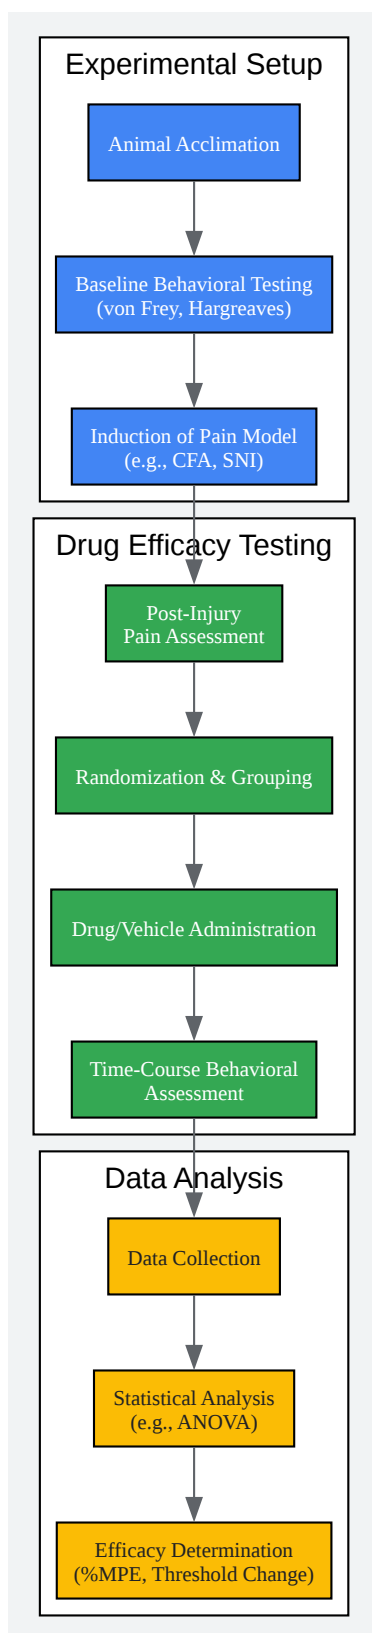 Experimental Setup
Animal Acclimation
Baseline Behavioral Testing
(von Frey, Hargreaves)
Induction of Pain Model
(e.g., CFA, SNI)
Drug Efficacy Testing
Post-Injury
Pain Assessment
Randomization & Grouping
Drug/Vehicle Administration
Time-Course Behavioral
Assessment
Data Analysis
Data Collection
Statistical Analysis
(e.g., ANOVA)
Efficacy Determination
(%MPE, Threshold Change)